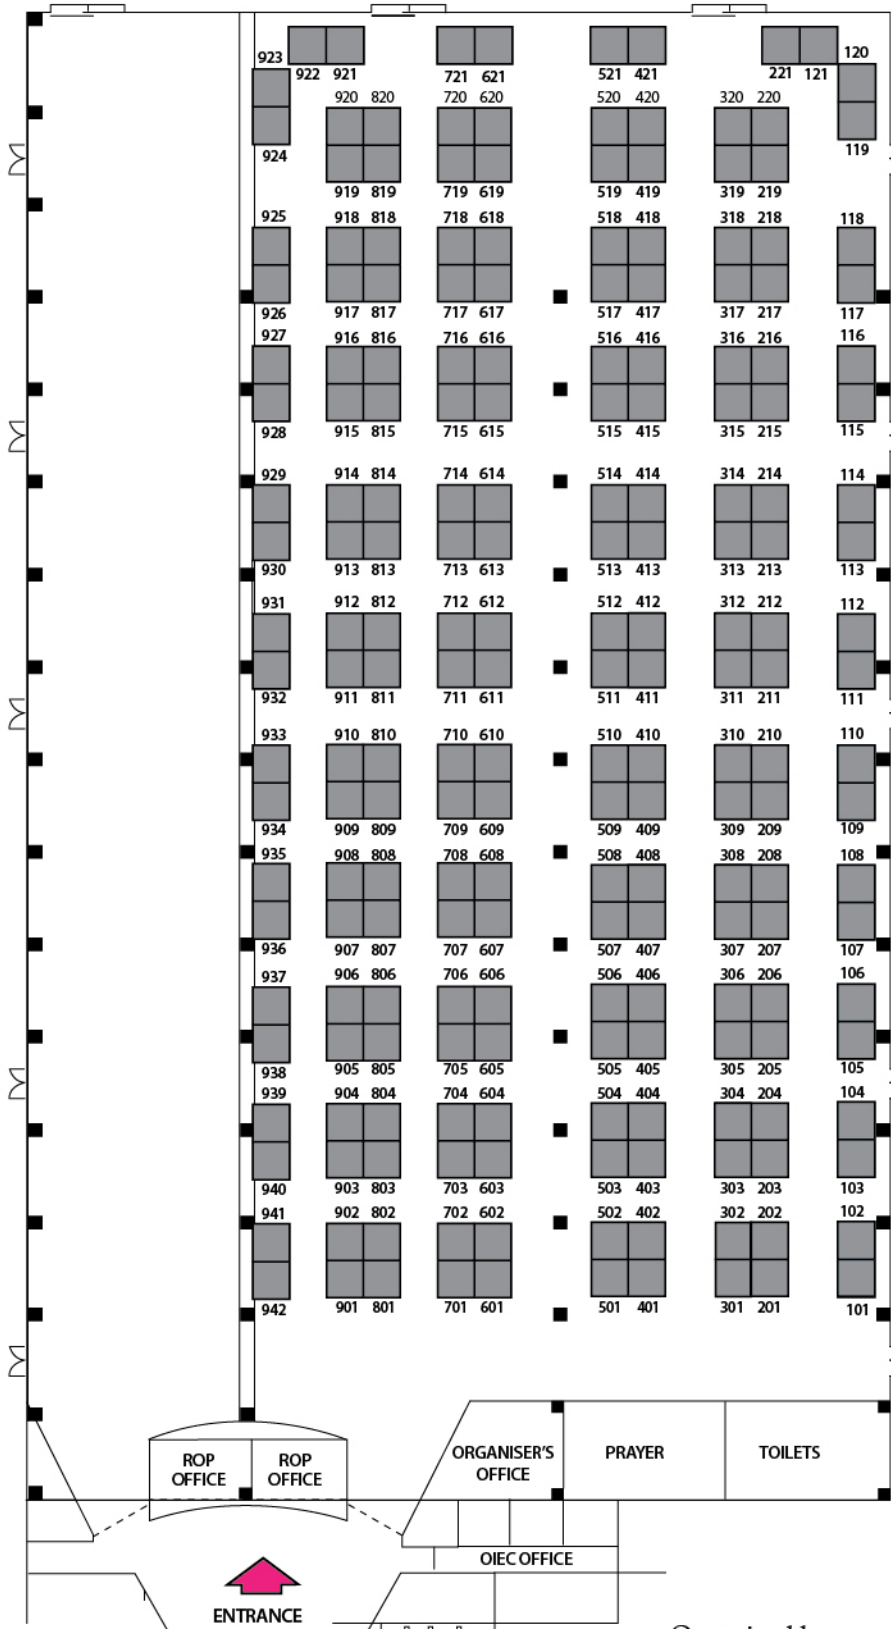 923 120
922 921 721 621 521 421 221 121
920 820 720 620 520 420 320 220
924 119
919 819 719 619 519 419 319 219
925 918 818 718 618 518 418 318 218 118
926 917 817 717 617 517 417 317 217 117
927 916 816 716 616 516 416 316 216 116
928 915 815 715 615 515 415 315 215 115
929 914 814 714 614 514 414 314 214 114
930 913 813 713 613 513 413 313 213 113
931 912 812 712 612 512 412 312 212 112
932 911 811 711 611 511 411 311 211 111
933 910 810 710 610 510 410 310 210 110
934 909 809 709 609 509 409 309 209 109
935 908 808 708 608 508 408 308 208 108
936 907 807 707 607 507 407 307 207 107
937 906 806 706 606 506 406 306 206 106
938 905 805 705 605 505 405 305 205 105
939 904 804 704 604 504 404 304 204 104
940 903 803 703 603 503 403 303 203 103
941 902 802 702 602 502 402 302 202 102
942 901 801 701 601 501 401 301 201 101
ROP
OFFICE
ROP
OFFICE
ORGANISER'S
OFFICE
PRAYER
TOILETS
OIEC OFFICE
ENTRANCE